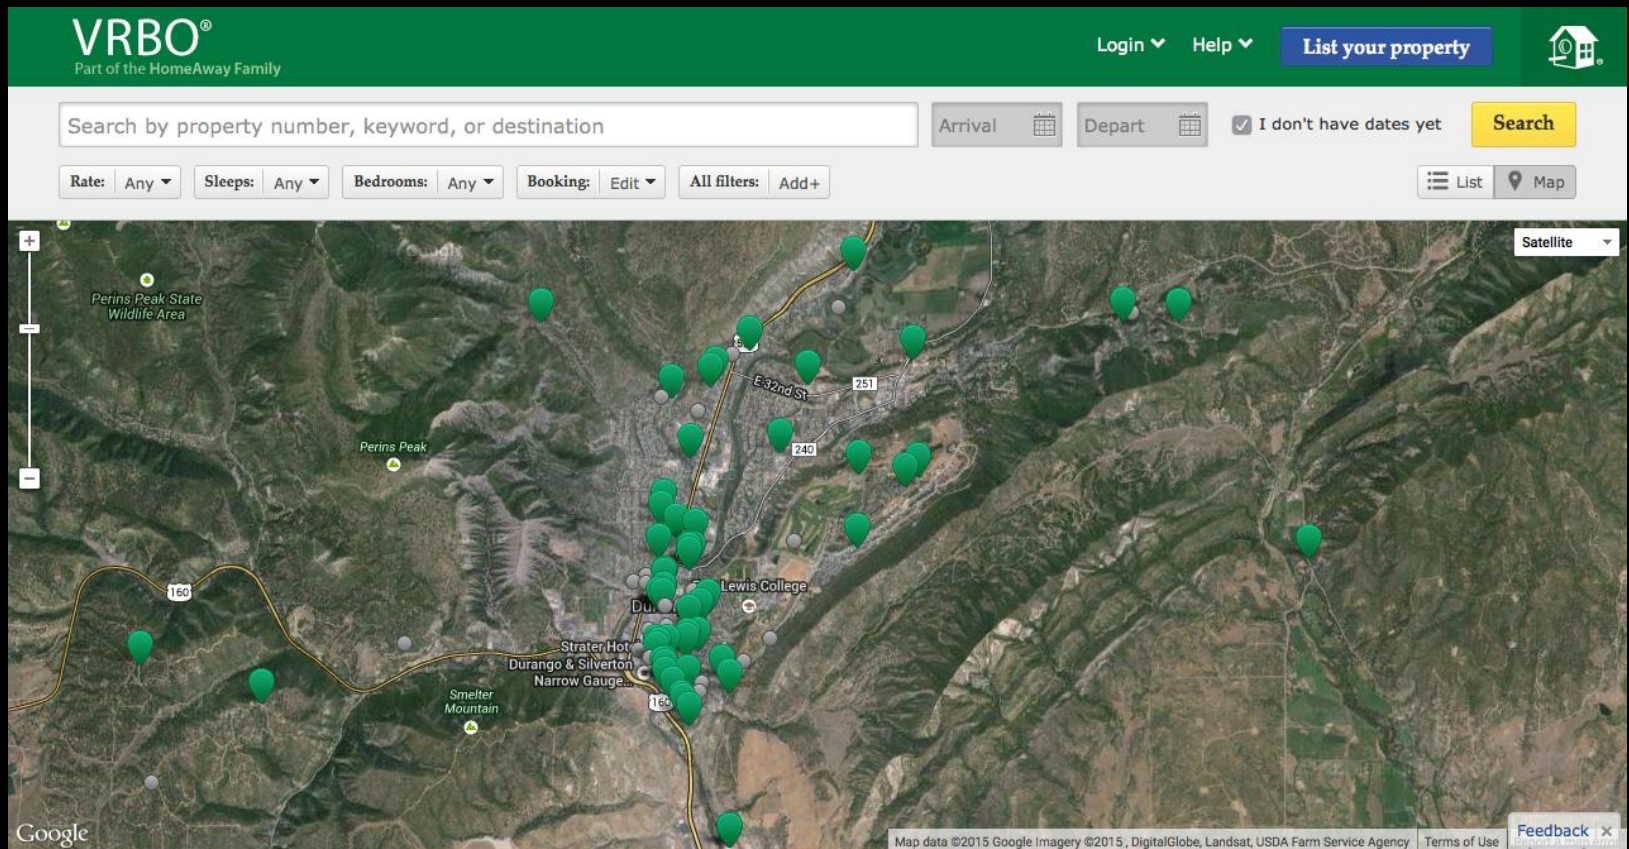 VRBO®
Part of the HomeAway Family
Login
Help
List your property
Search by property number, keyword, or destination
Arrival
Depart
I don't have dates yet
Search
Rate: Any
Sleeps: Any
Bedrooms: Any
Booking: Edit
All filters: Add+
List
Map
Satellite
Perins Peak State
Wildlife Area
E 32nd St
251
Perins Peak
240
160
Lewis College
Du
Strater Hot
Durango & Silverton
Narrow Gauge...
Smelter
Mountain
160
Google
Map data ©2015 Google Imagery ©2015 , DigitalGlobe, Landsat, USDA Farm Service Agency
Terms of Use
Feedback ×